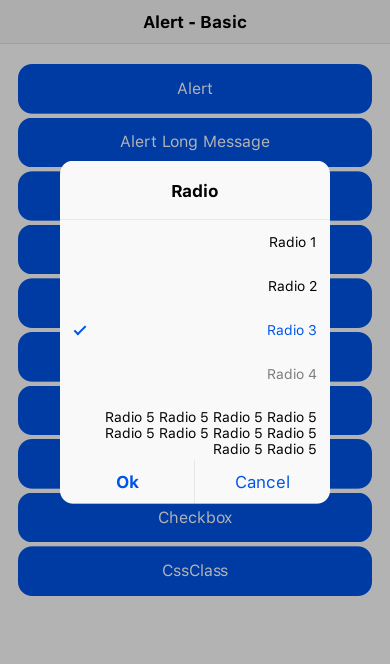 Alert - Basic
Alert
Alert Long Message
Radio
Radio 1
Radio 2
Radio 3
Radio 4
Radio 5 Radio 5 Radio 5 Radio 5
Radio 5 Radio 5 Radio 5 Radio 5
Radio 5 Radio 5
Ok
Cancel
Checkbox
CssClass